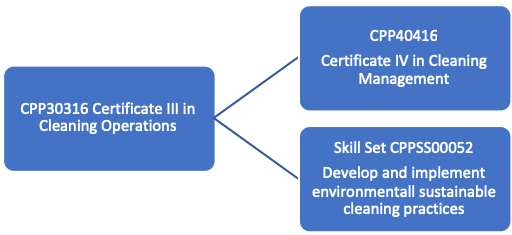 CPP30316 Certificate III in
Cleaning Operations
CPP40416
Certificate IV in Cleaning
Management
Skill Set CPPSS00052
Develop and implement
environmentall sustainable
cleaning practices